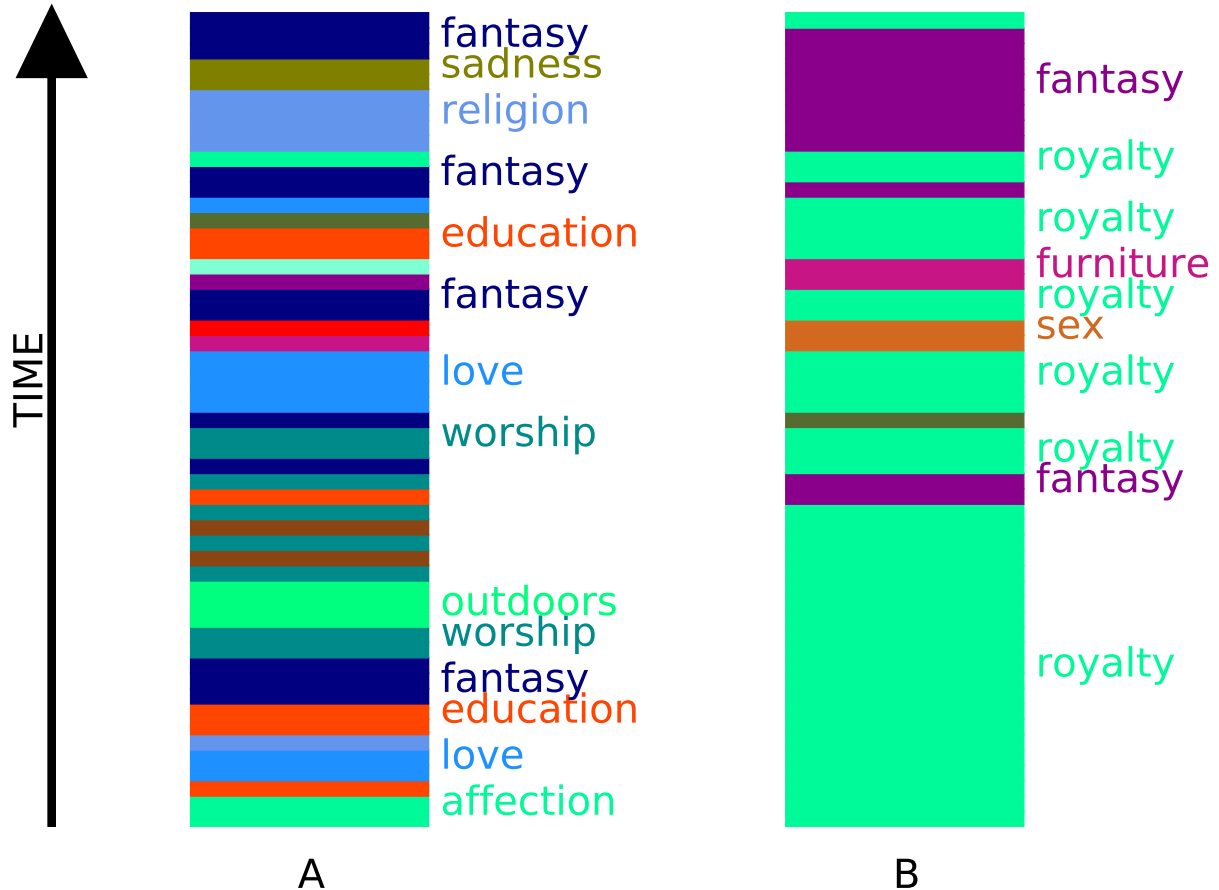 TIME
fantasy
sadness
religion
fantasy
education
fantasy
love
worship
outdoors
worship
fantasy
education
love
affection
A
fantasy
royalty
royalty
furniture
royalty
sex
royalty
royalty
fantasy
royalty
B